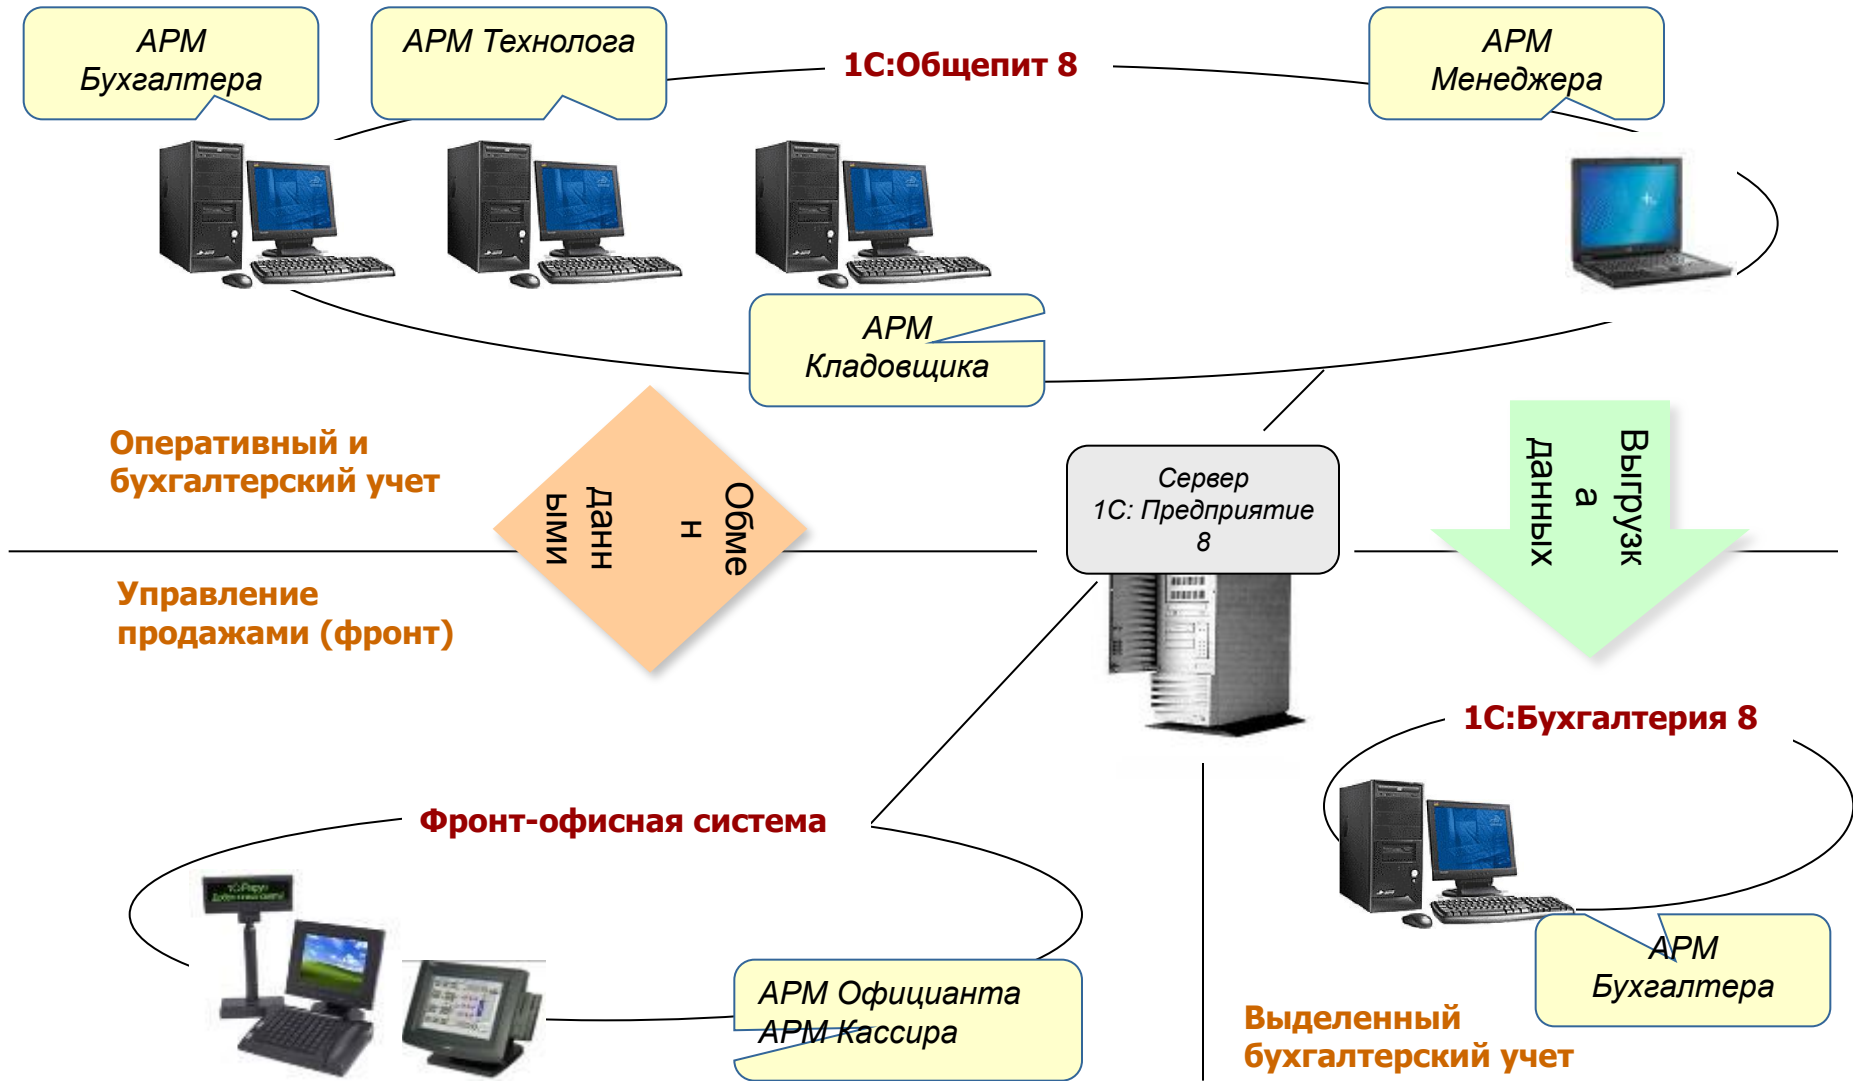 АРМ
Бухгалтера
АРМ Технолога
1С:Общепит 8
АРМ
Менеджера
АРМ
Кладовщика
Оперативный и
бухгалтерский учет
Обме
н
данн
ыми
Сервер
1С: Предприятие
8
Выгрузк
а
данных
Управление
продажами (фронт)
1С:Бухгалтерия 8
Фронт-офисная система
АРМ Официанта
АРМ Кассира
АРМ
Бухгалтера
Выделенный
бухгалтерский учет